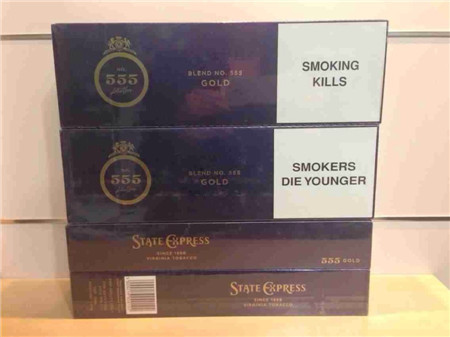 555
BLEND NO. 555
GOLD
SMOKING
KILLS
555
BLEND NO. 555
GOLD
SMOKERS
DIE YOUNGER
STATE EXPRESS
SINCE 1896
VIRGINIA TOBACCO
555 GOLD
STATE EXPRESS
SINCE 1896
VIRGINIA TOBACCO